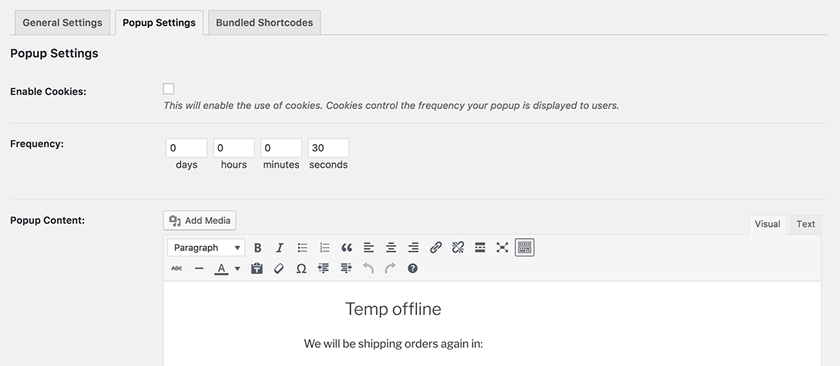 General Settings Popup Settings Bundled Shortcodes
Popup Settings
Enable Cookies:
This will enable the use of cookies. Cookies control the frequency your popup is displayed to users.
Frequency:
0 0 0 30
days hours minutes seconds
Popup Content:
Add Media
Visual Text
Paragraph B I
ABC A Ω
Temp offline
We will be shipping orders again in: